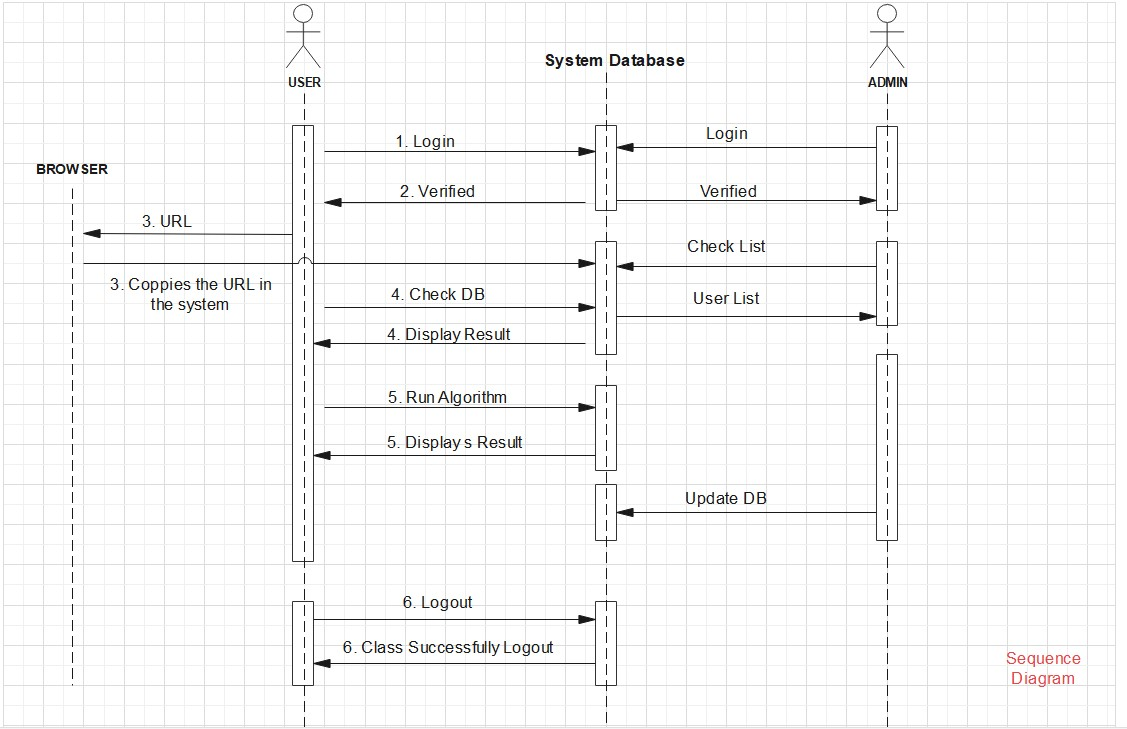 USER
System Database
ADMIN
BROWSER
1. Login
Login
2. Verified
Verified
3. URL
Check List
3. Coppies the URL in
the system
4. Check DB
User List
4. Display Result
5. Run Algorithm
5. Displays Result
Update DB
6. Logout
6. Class Successfully Logout
Sequence
Diagram